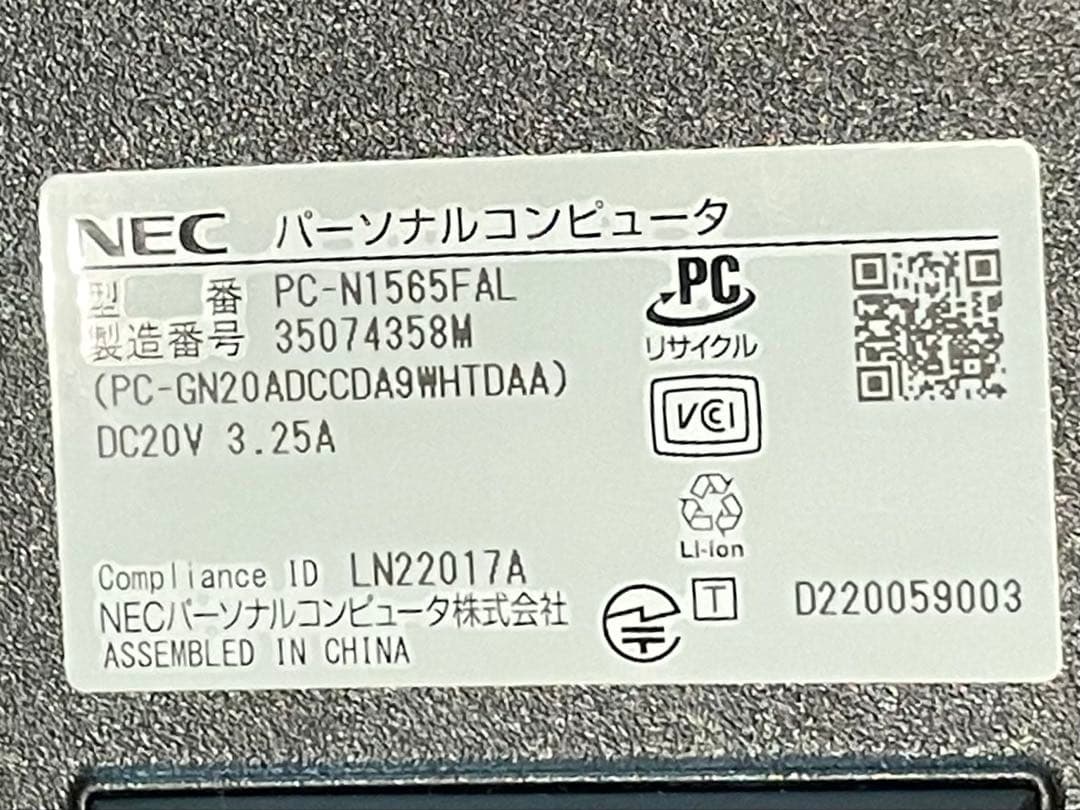 NEC パーソナルコンピュータ
型 番 PC-N1565FAL
製造番号 35074358M
(PC-GN20ADCCDA9WHTDAA)
DC20V 3.25A
PC
リサイクル
VCI
Li-ion
Compliance ID LN22017A
NECパーソナルコンピュータ株式会社
ASSEMBLED IN CHINA
T
D220059003